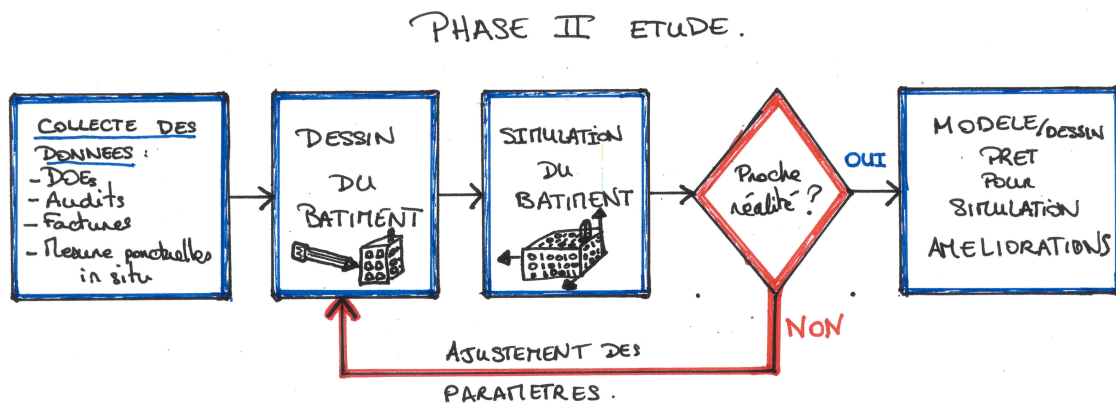 PHASE II ETUDE.
COLLECTE DES
DONNEES :
- DOEs
- Audits
- Factures
- Mesure ponctuelles
in situ
DESSIN
DU
BATIMENT
SIMULATION
DU
BATIMENT
Proche
réalité ?
OUI
NON
MODELE/DESSIN
PRET
POUR
SIMULATION
AMELIORATIONS
AJUSTEMENT DES
PARAMETRES.